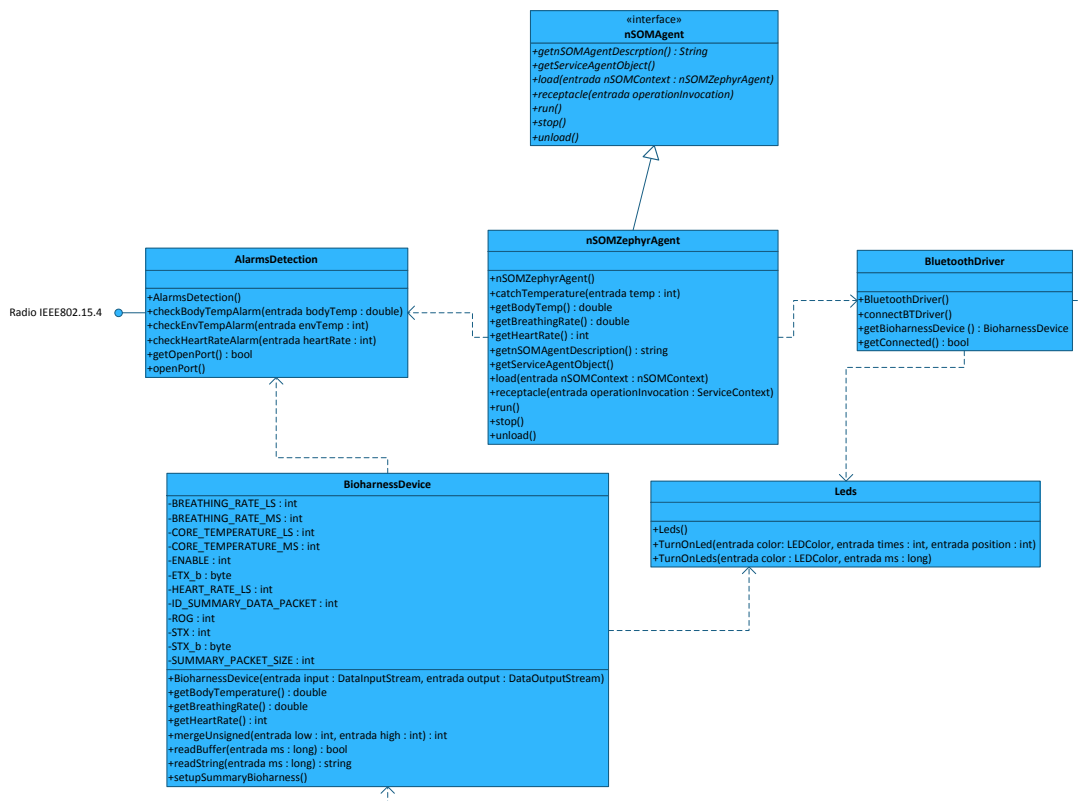 «interface»
nSOMAgent
+getnSOMAgentDescrption() : String
+getServiceAgentObject()
+load(entrada nSOMContext : nSOMZephyrAgent)
+receptacle(entrada operationInvocation)
+run()
+stop()
+unload()
nSOMZephyrAgent
+nSOMZephyrAgent()
+catchTemperature(entrada temp : int)
+getBodyTemp() : double
+getBreathingRate() : double
+getHeartRate() : int
+getnSOMAgentDescription() : string
+getServiceAgentObject()
+load(entrada nSOMContext : nSOMContext)
+receptacle(entrada operationInvocation : ServiceContext)
+run()
+stop()
+unload()
AlarmsDetection
+AlarmsDetection()
+checkBodyTempAlarm(entrada bodyTemp : double)
+checkEnvTempAlarm(entrada envTemp : int)
+checkHeartRateAlarm(entrada heartRate : int)
+getOpenPort() : bool
+openPort()
Radio IEEE802.15.4
BluetoothDriver
+BluetoothDriver()
+connectBTDriver()
+getBioharnessDevice () : BioharnessDevice
+getConnected() : bool
BioharnessDevice
-BREATHING_RATE_LS : int
-BREATHING_RATE_MS : int
-CORE_TEMPERATURE_LS : int
-CORE_TEMPERATURE_MS : int
-ENABLE : int
-ETX_b : byte
-HEART_RATE_LS : int
-ID_SUMMARY_DATA_PACKET : int
-ROG : int
-STX : int
-STX_b : byte
-SUMMARY_PACKET_SIZE : int
+BioharnessDevice(entrada input : DataInputStream, entrada output : DataOutputStream)
+getBodyTemperature() : double
+getBreathingRate() : double
+getHeartRate() : int
+mergeUnsigned(entrada low : int, entrada high : int) : int
+readBuffer(entrada ms : long) : bool
+readString(entrada ms : long) : string
+setupSummaryBioharness()
Leds
+Leds()
+TurnOnLed(entrada color: LEDColor, entrada times : int, entrada position : int)
+TurnOnLeds(entrada color : LEDColor, entrada ms : long)